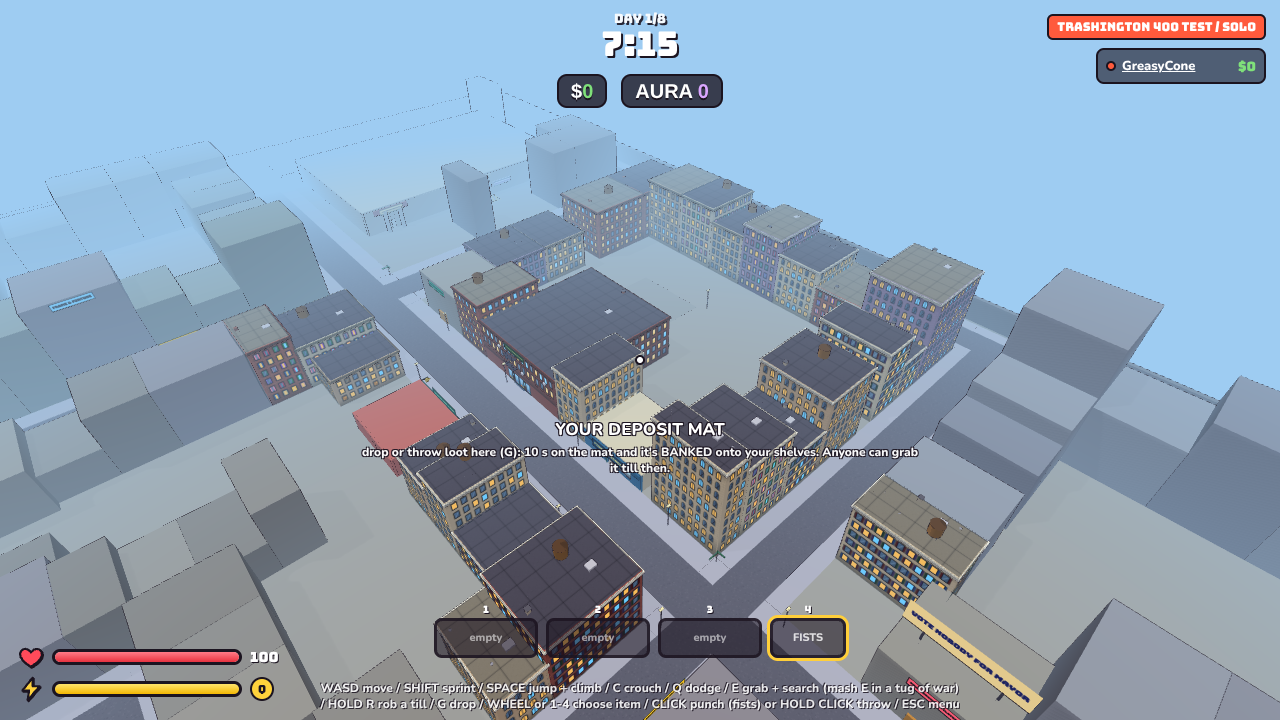 DAY 1/8
7:15
$0
AURA 0
TRASHINGTON 400 TEST / SOLO
GreasyCone $0
YOUR DEPOSIT MAT
drop or throw loot here (G): 10 s on the mat and it's BANKED onto your shelves. Anyone can grab
it till then.
1 2 3 4
empty empty empty FISTS
100
0
VOTE NOBODY FOR MAYOR
WASD move / SHIFT sprint / SPACE jump + climb / C crouch / Q dodge / E grab + search (mash E in a tug of war)
/ HOLD R rob a till / G drop / WHEEL or 1-4 choose item / CLICK punch (fists) or HOLD CLICK throw / ESC menu